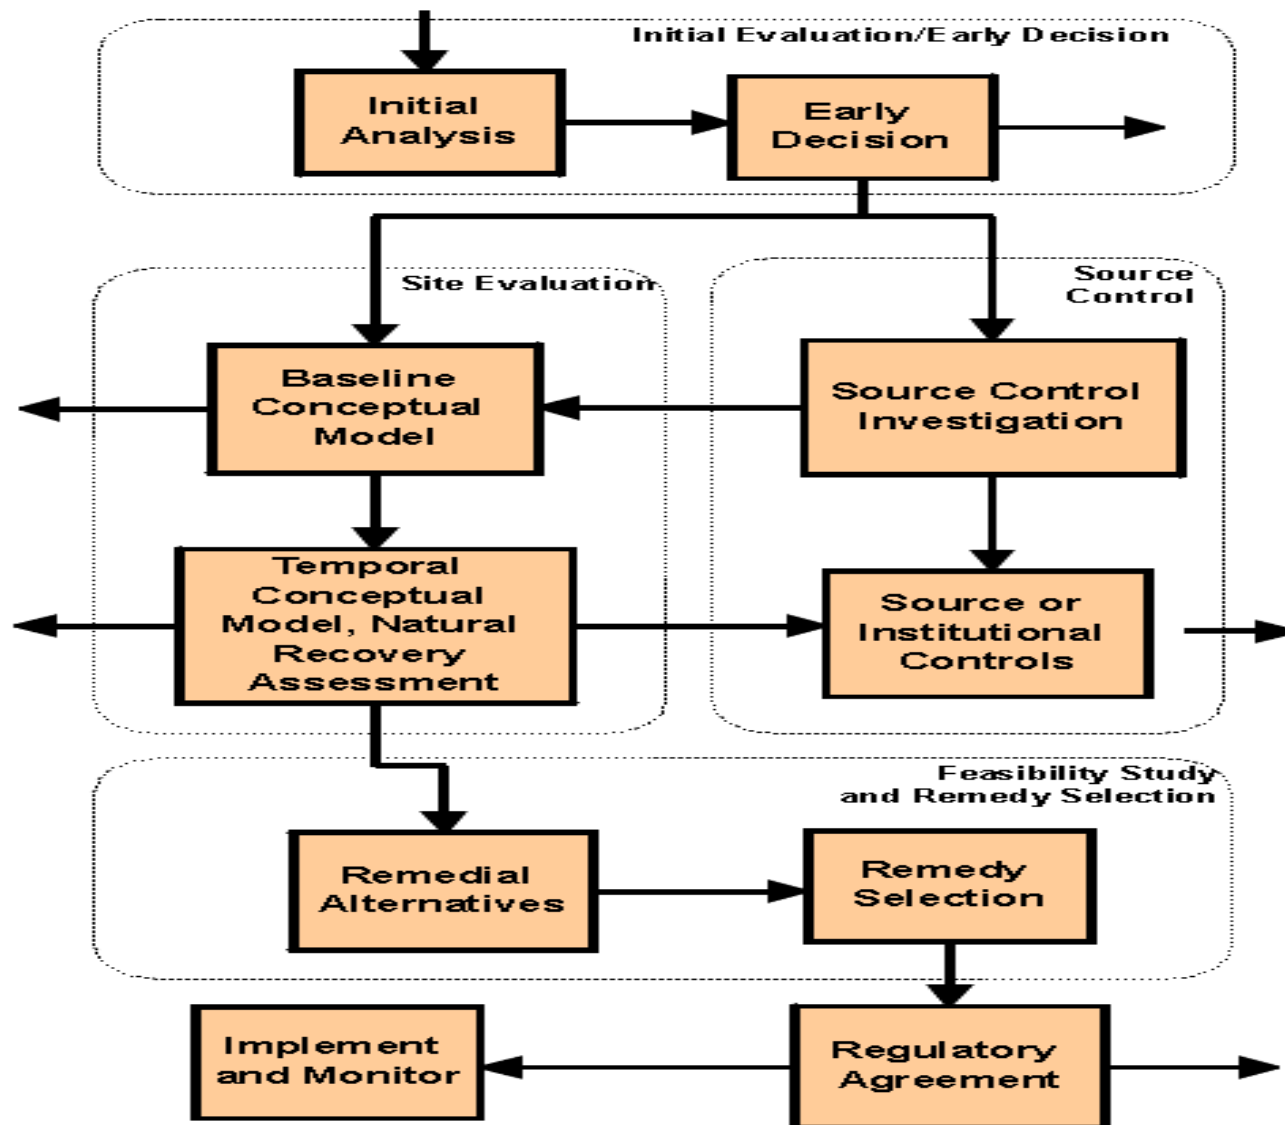 Initial Evaluation/Early Decision
Initial
Analysis
Early
Decision
Site Evaluation
Source
Control
Baseline
Conceptual
Model
Source Control
Investigation
Temporal
Conceptual
Model, Natural
Recovery
Assessment
Source or
Institutional
Controls
Feasibility Study
and Remedy Selection
Remedial
Alternatives
Remedy
Selection
Implement
and Monitor
Regulatory
Agreement